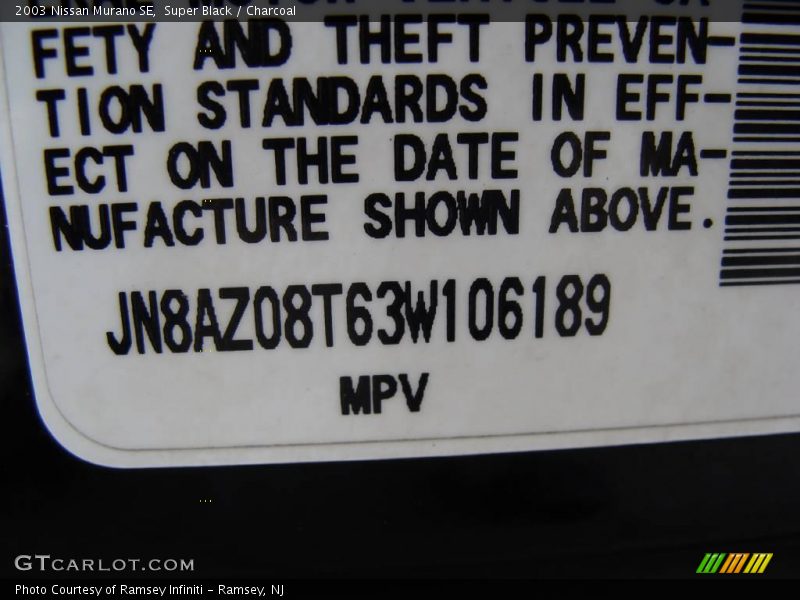 2003 Nissan Murano SE,  Super Black / Charcoal
FETY AND THEFT PREVEN-
TION STANDARDS IN EFF-
ECT ON THE DATE OF MA-
NUFACTURE SHOWN ABOVE.
JN8AZ08T63W106189
MPV
GTCARLOT.COM
Photo Courtesy of Ramsey Infiniti - Ramsey, NJ